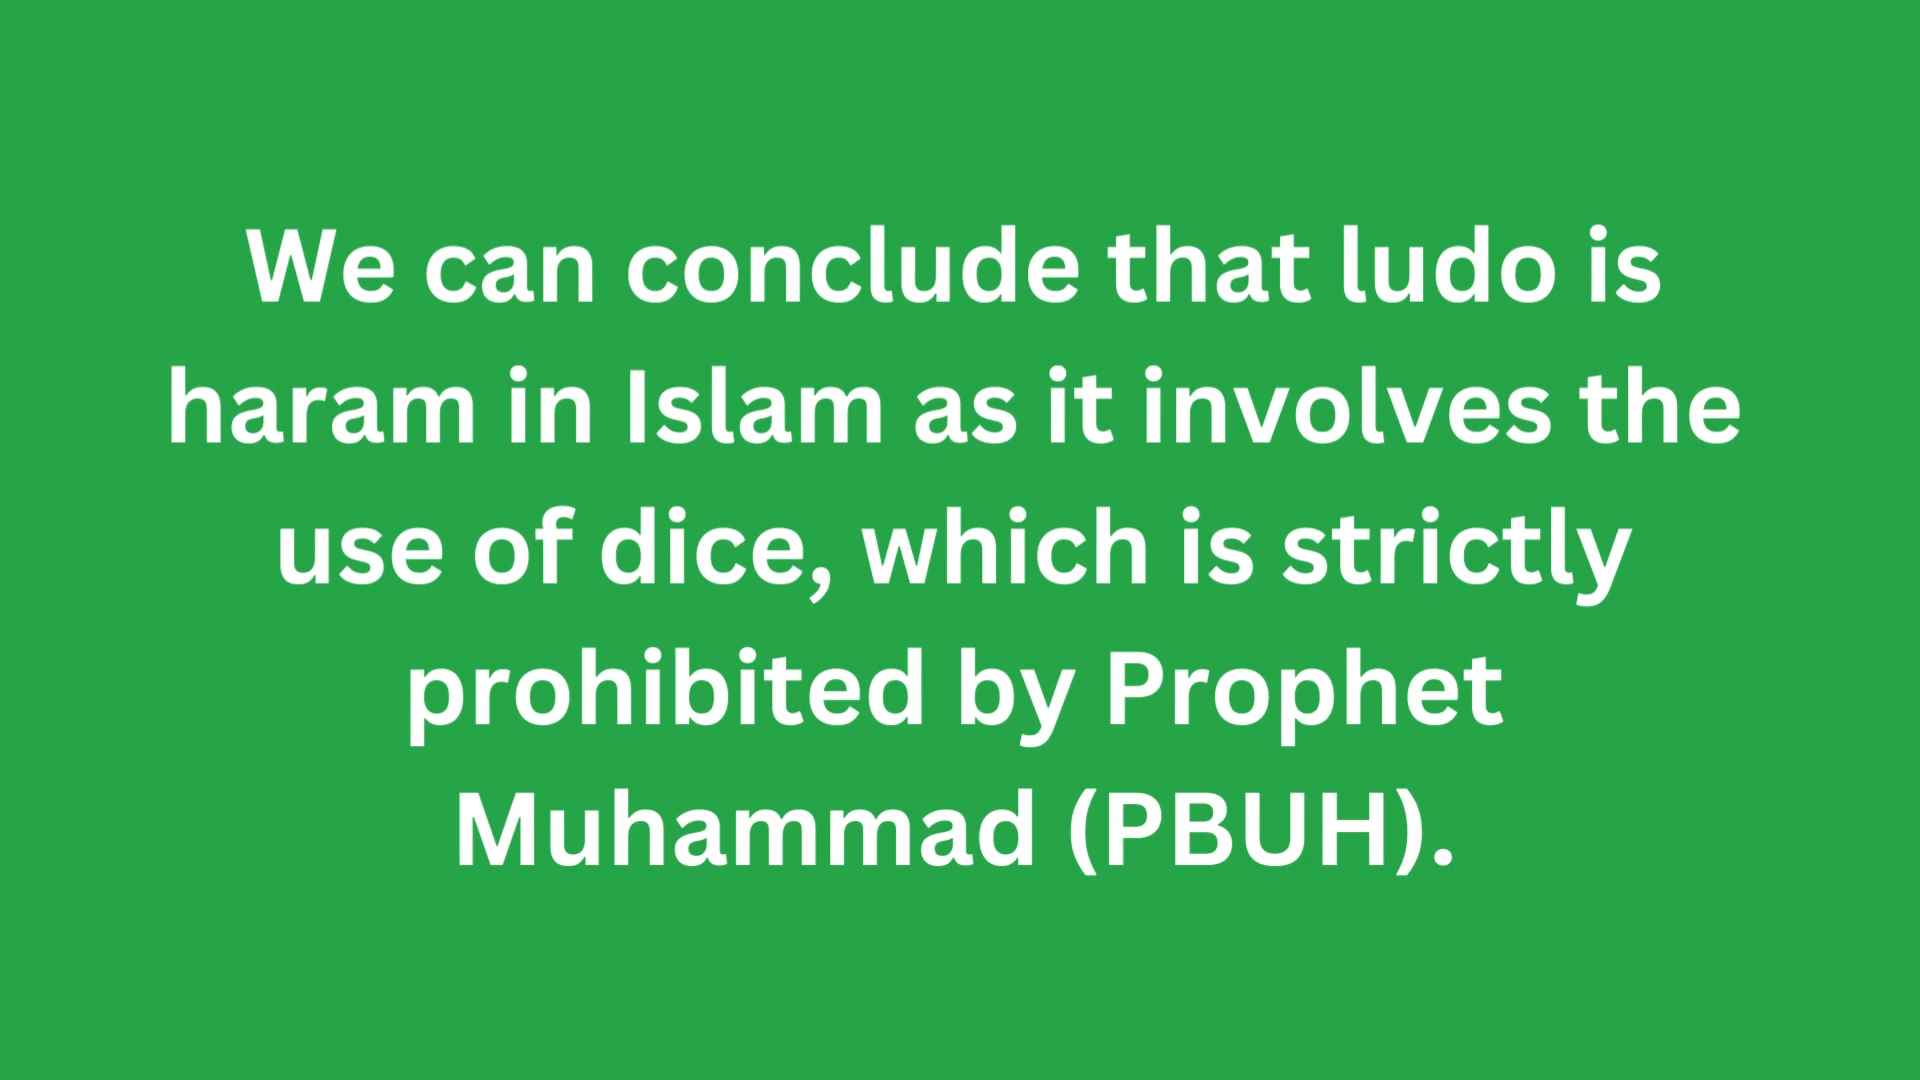 We can conclude that ludo is
haram in Islam as it involves the
use of dice, which is strictly
prohibited by Prophet
Muhammad (PBUH).